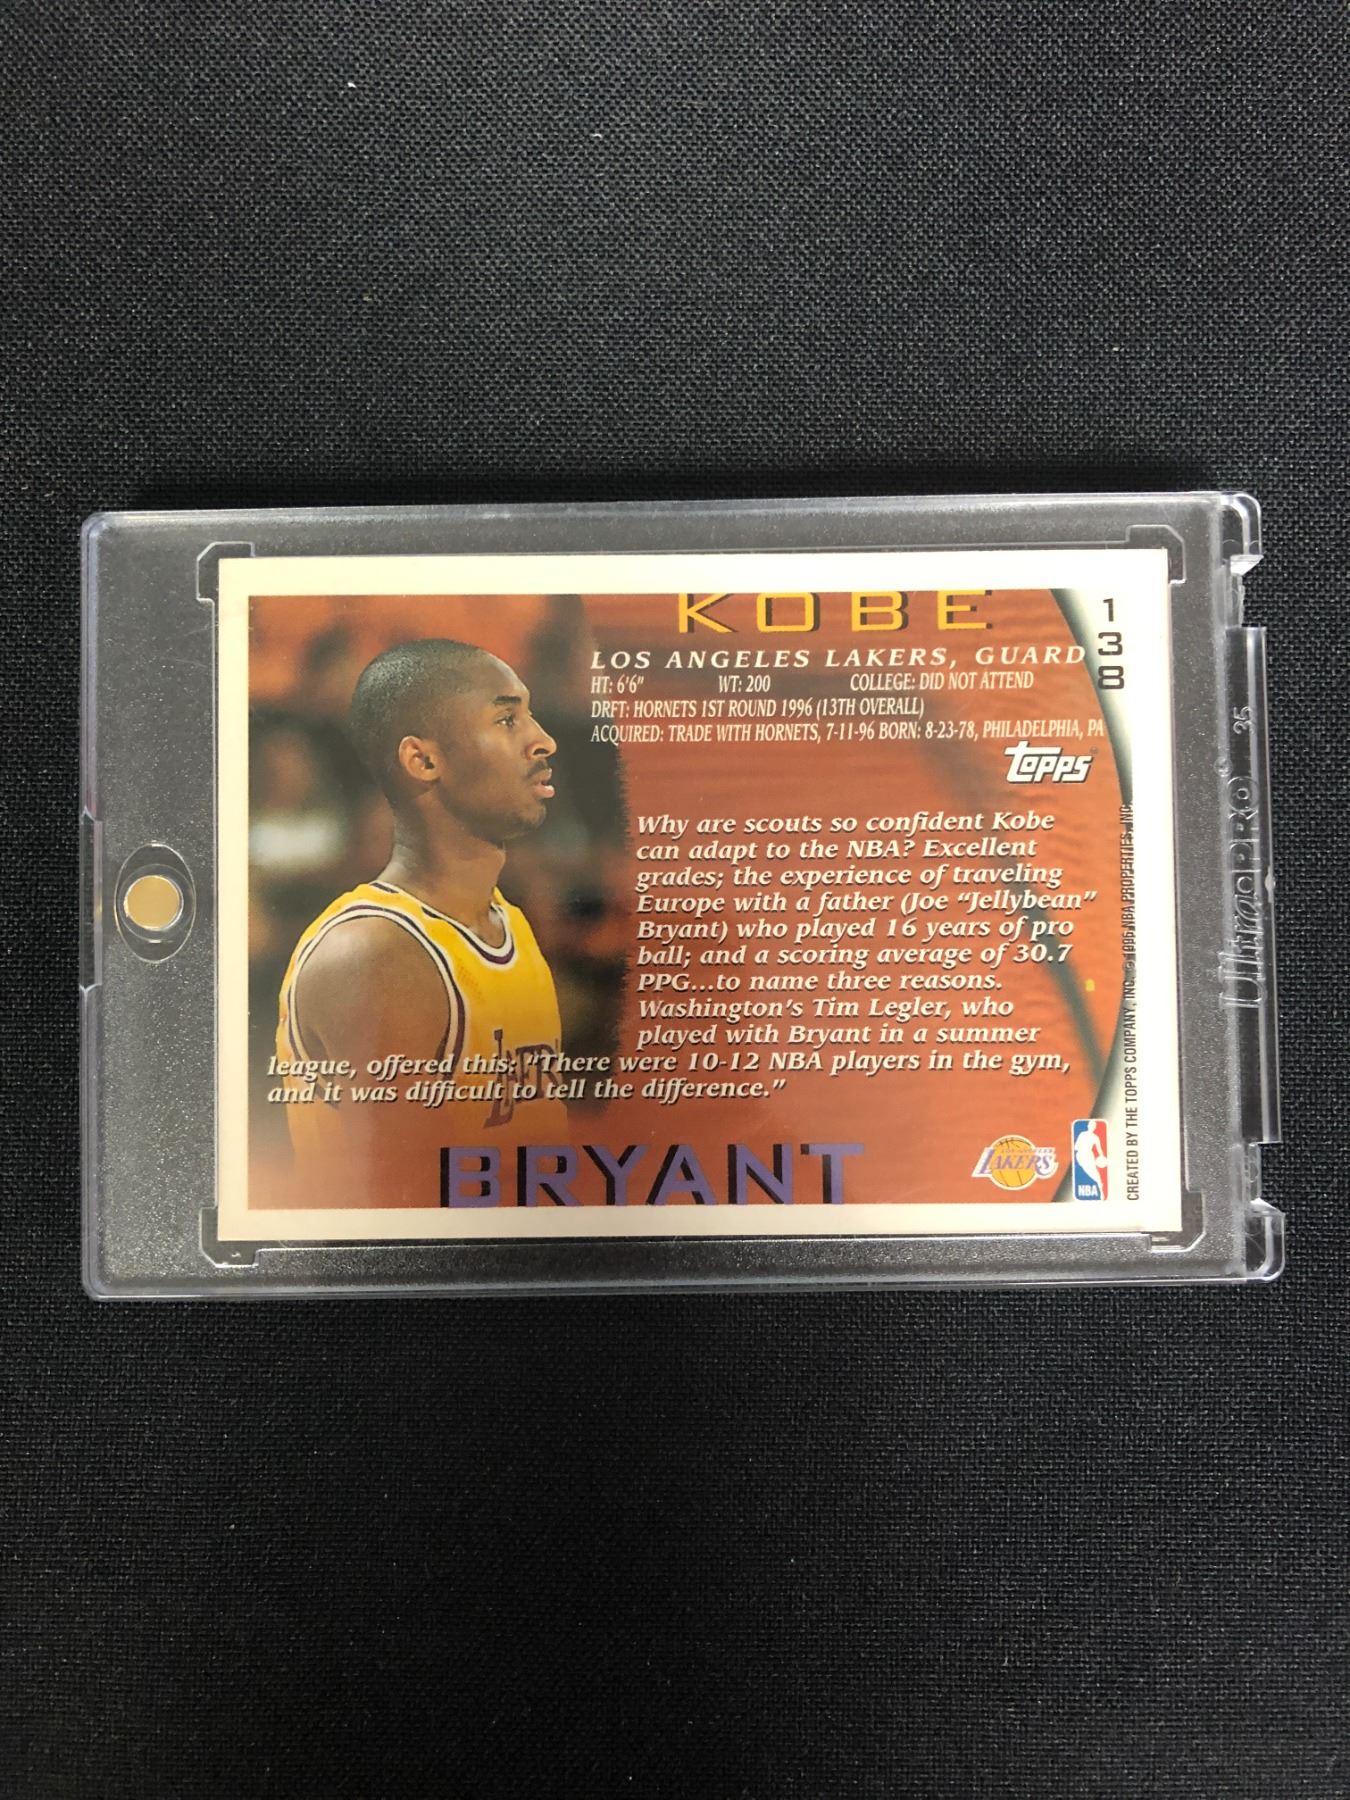 KOBE
138
LOS ANGELES LAKERS, GUARD
HT: 6'6" WT: 200 COLLEGE: DID NOT ATTEND
DRFT: HORNETS 1ST ROUND 1996 (13TH OVERALL)
ACQUIRED: TRADE WITH HORNETS, 7-11-96 BORN: 8-23-78, PHILADELPHIA, PA
TOPPS®
Why are scouts so confident Kobe
can adapt to the NBA? Excellent
grades; the experience of traveling
Europe with a father (Joe "Jellybean"
Bryant) who played 16 years of pro
ball; and a scoring average of 30.7
PPG...to name three reasons.
Washington's Tim Legler, who
played with Bryant in a summer
league, offered this: "There were 10-12 NBA players in the gym,
and it was difficult to tell the difference."
LAKERS
BRYANT
LOS ANGELES
LAKERS
NBA
CREATED BY THE TOPPS COMPANY, INC. © 1996 NBA PROPERTIES, INC.
UltraPRO® 35